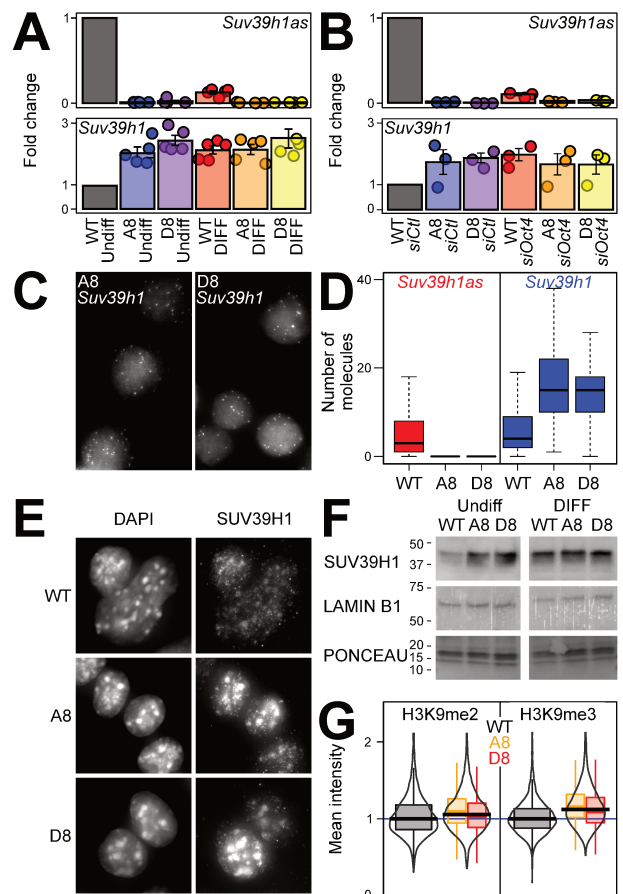 A
B
Suv39h1as
Suv39h1as
1
0
1
0
Fold change
Fold change
Suv39h1
Suv39h1
3
1
0
3
1
0
WT Undiff
A8 Undiff
D8 Undiff
WT DIFF
A8 DIFF
D8 DIFF
WT siCtl
A8 siCtl
D8 siCtl
WT siOct4
A8 siOct4
D8 siOct4
C
A8
Suv39h1
D8
Suv39h1
D
Suv39h1as
Suv39h1
40
20
0
Number of
molecules
WT A8 D8 WT A8 D8
E
DAPI
SUV39H1
WT
A8
D8
F
Undiff
DIFF
WT A8 D8
WT A8 D8
SUV39H1
50
37
LAMIN B1
75
50
PONCEAU
20
15
10
G
H3K9me2
H3K9me3
WT
A8
D8
Mean intensity
2
1
0